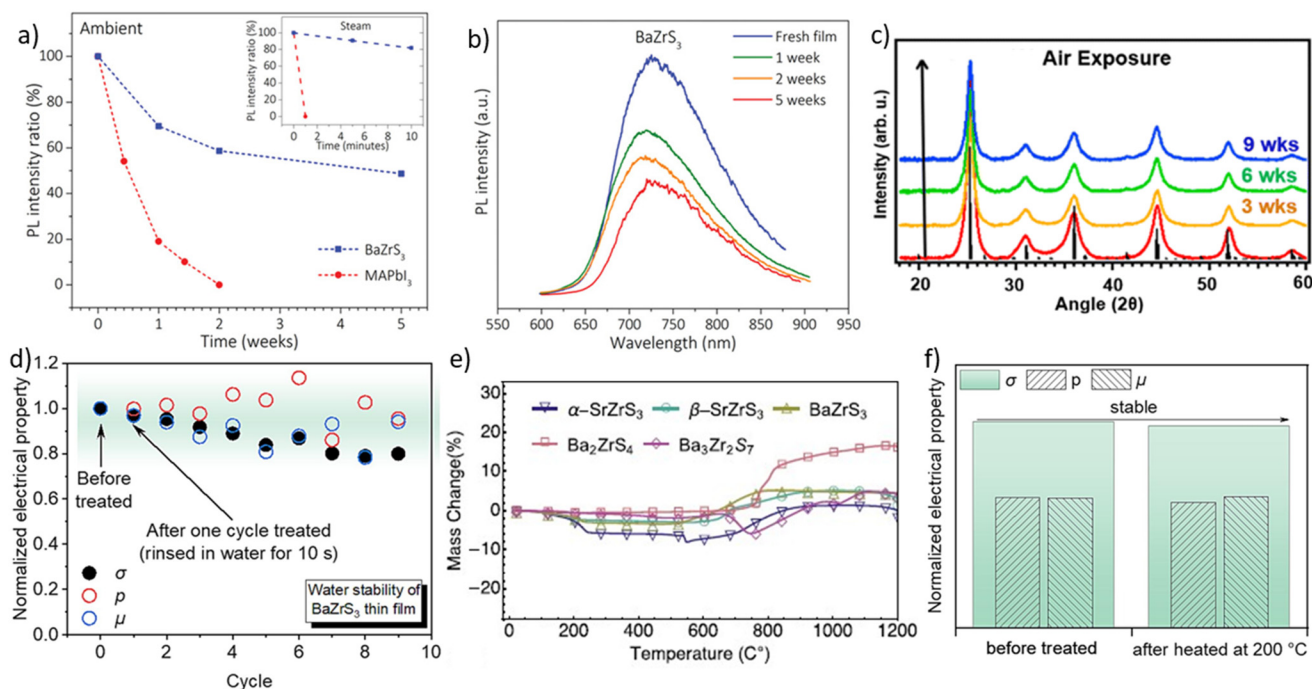 a)
Ambient
PL intensity ratio (%)
100
80
60
40
20
0
0
1
2
3
4
5
Time (weeks)
BaZrS₃
MAPbI₃
Steam
PL intensity ratio (%)
100
80
60
40
20
0
0
2
4
6
8
10
Time (minutes)
b)
BaZrS₃
Fresh film
1 week
2 weeks
5 weeks
PL intensity (a.u.)
550
600
650
700
750
800
850
900
950
Wavelength (nm)
c)
Air Exposure
Intensity (arb. u.)
9 wks
6 wks
3 wks
20
30
40
50
60
Angle (2θ)
d)
Normalized electrical property
1.2
1.0
0.8
0.6
0.4
0.2
0.0
Before
treated
After one cycle treated
(rinsed in water for 10 s)
σ
p
μ
Water stability of
BaZrS₃ thin film
0
2
4
6
8
10
Cycle
e)
Mass Change(%)
30
20
10
0
−10
−20
α−SrZrS₃
β−SrZrS₃
BaZrS₃
Ba₂ZrS₄
Ba₃Zr₂S₇
0
200
400
600
800
1000
1200
Temperature (C°)
f)
σ
p
μ
stable
Normalized electrical property
before treated
after heated at 200 °C